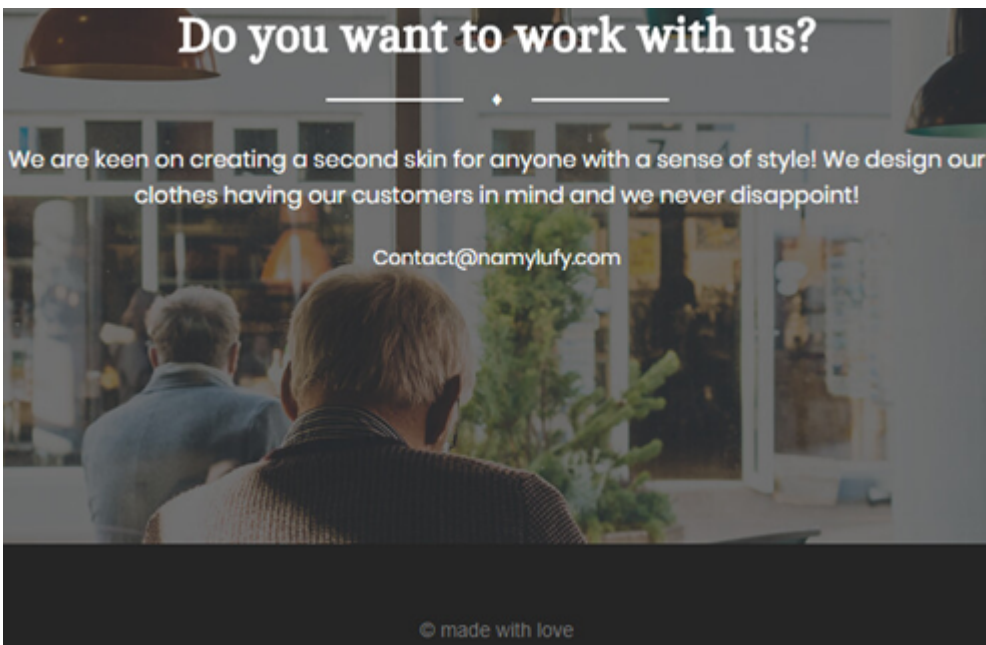 Do you want to work with us?
We are keen on creating a second skin for anyone with a sense of style! We design our
clothes having our customers in mind and we never disappoint!
Contact@namylufy.com
© made with love